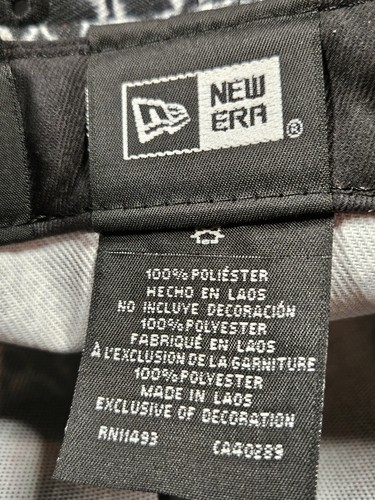 NEW
ERA®
100% POLIÉSTER
HECHO EN LAOS
NO INCLUYE DECORACIÓN
100% POLYESTER
FABRIQUÉ EN LAOS
À L'EXCLUSION DE LA GARNITURE
100% POLYESTER
MADE IN LAOS
EXCLUSIVE OF DECORATION
RN11493 CA40289